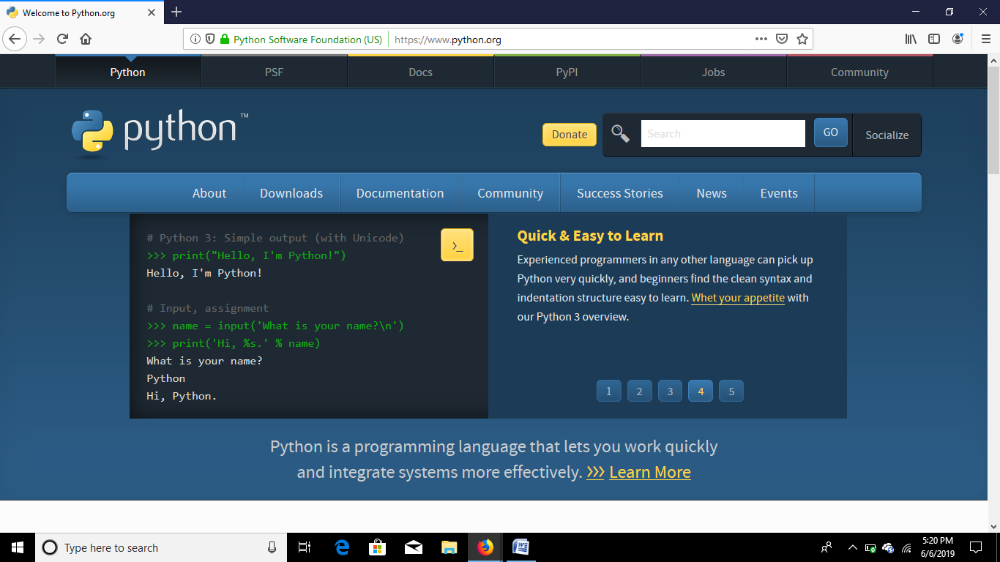 Welcome to Python.org
Python Software Foundation (US) https://www.python.org
Python PSF Docs PyPI Jobs Community
python™
Donate Search GO Socialize
About Downloads Documentation Community Success Stories News Events
# Python 3: Simple output (with Unicode)
>>> print("Hello, I'm Python!")
Hello, I'm Python!
# Input, assignment
>>> name = input('What is your name?\n')
>>> print('Hi, %s.' % name)
What is your name?
Python
Hi, Python.
>_
Quick & Easy to Learn
Experienced programmers in any other language can pick up
Python very quickly, and beginners find the clean syntax and
indentation structure easy to learn. Whet your appetite with
our Python 3 overview.
1 2 3 4 5
Python is a programming language that lets you work quickly
and integrate systems more effectively. >>> Learn More
Type here to search
5:20 PM
6/6/2019